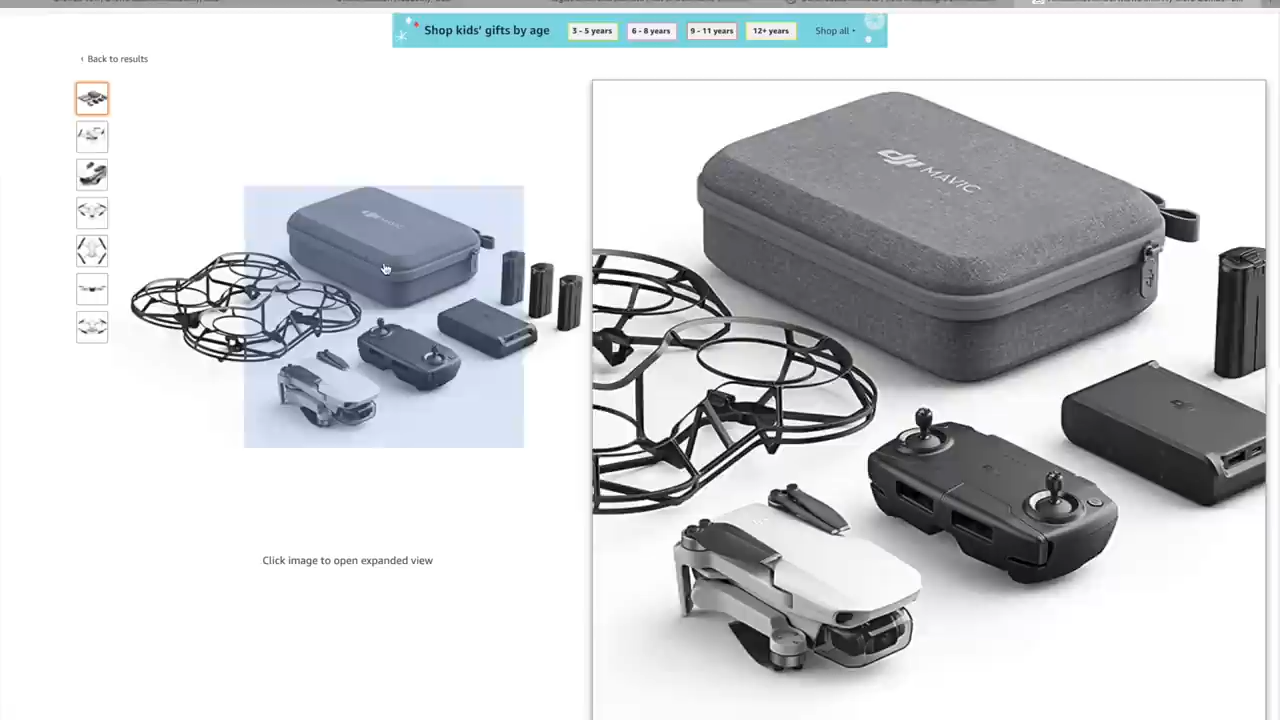 Shop kids' gifts by age
3 - 5 years
6 - 8 years
9 - 11 years
12+ years
Shop all
‹ Back to results
dji MAVIC
Click image to open expanded view